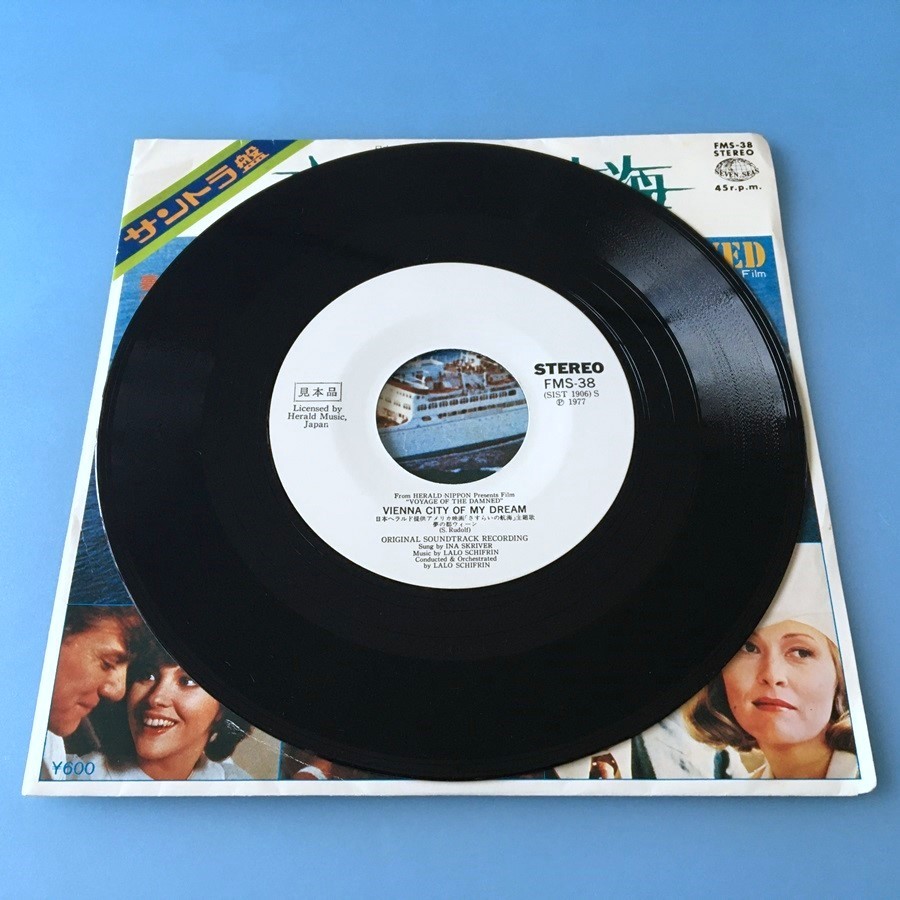 サントラ盤
海
FMS-38
STEREO
SEVEN SEAS
45r.p.m.
Film
STEREO
FMS-38
(SIST 1906) S
Ⓟ 1977
見本品
Licensed by
Herald Music,
Japan
From HERALD-NIPPON Presents Film
"VOYAGE OF THE DAMNED"
VIENNA CITY OF MY DREAM
日本ヘラルド提供アメリカ映画「さすらいの航海」主題歌
夢の都ウィーン
(S. Rudolf)
ORIGINAL SOUNDTRACK RECORDING
Sung by INA SKRIVER
Music by LALO SCHIFRIN
Conducted & Orchestrated
by LALO SCHIFRIN
¥600